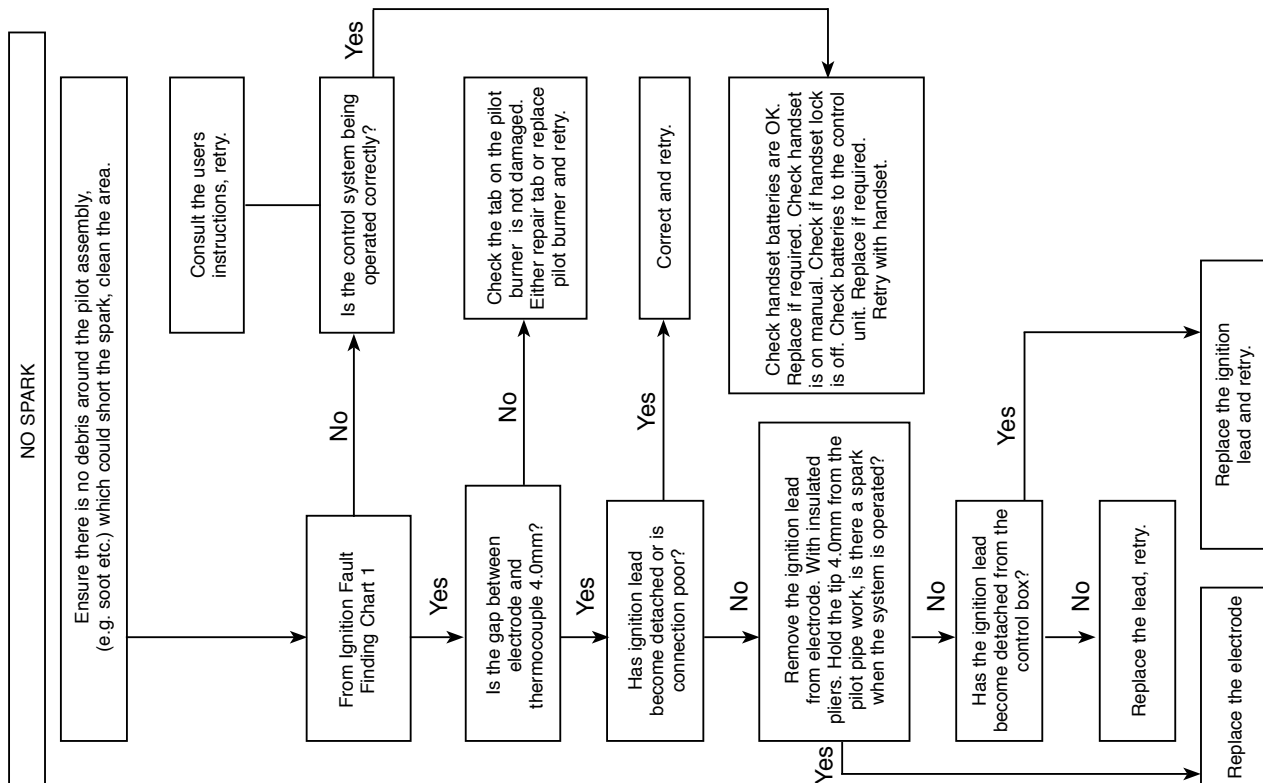 NO SPARK
Ensure there is no debris around the pilot assembly,
(e.g. soot etc.) which could short the spark, clean the area.
Consult the users
instructions, retry.
From Ignition Fault
Finding Chart 1
No
Is the control system being
operated correctly?
Yes
Yes
Is the gap between
electrode and
thermocouple 4.0mm?
No
Check the tab on the pilot
burner is not damaged.
Either repair tab or replace
pilot burner and retry.
Yes
Has ignition lead
become detached or is
connection poor?
Yes
Correct and retry.
No
Remove the ignition lead
from electrode. With insulated
pliers. Hold the tip 4.0mm from the
pilot pipe work, is there a spark
when the system is operated?
Check handset batteries are OK.
Replace if required. Check handset
is on manual. Check if handset lock
is off. Check batteries to the control
unit. Replace if required.
Retry with handset.
Yes
No
Has the ignition lead
become detached from the
control box?
Yes
No
Replace the lead, retry.
Replace the electrode
Replace the ignition
lead and retry.